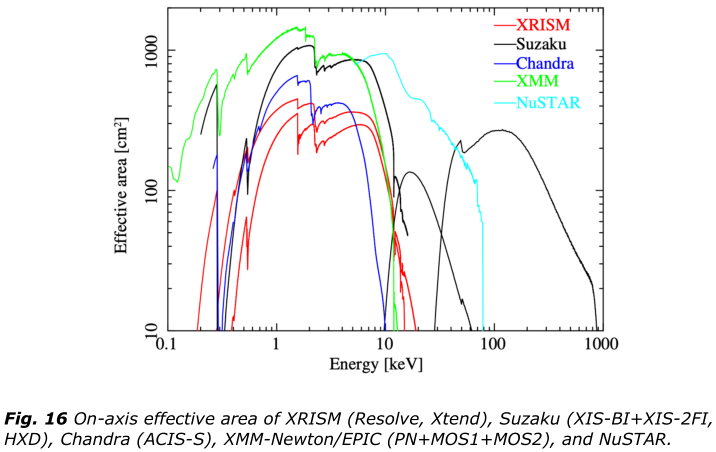 XRISM
Suzaku
Chandra
XMM
NuSTAR
1000
100
10
Effective area [cm²]
0.1 1 10 100 1000
Energy [keV]
Fig. 16 On-axis effective area of XRISM (Resolve, Xtend), Suzaku (XIS-BI+XIS-2FI,
HXD), Chandra (ACIS-S), XMM-Newton/EPIC (PN+MOS1+MOS2), and NuSTAR.